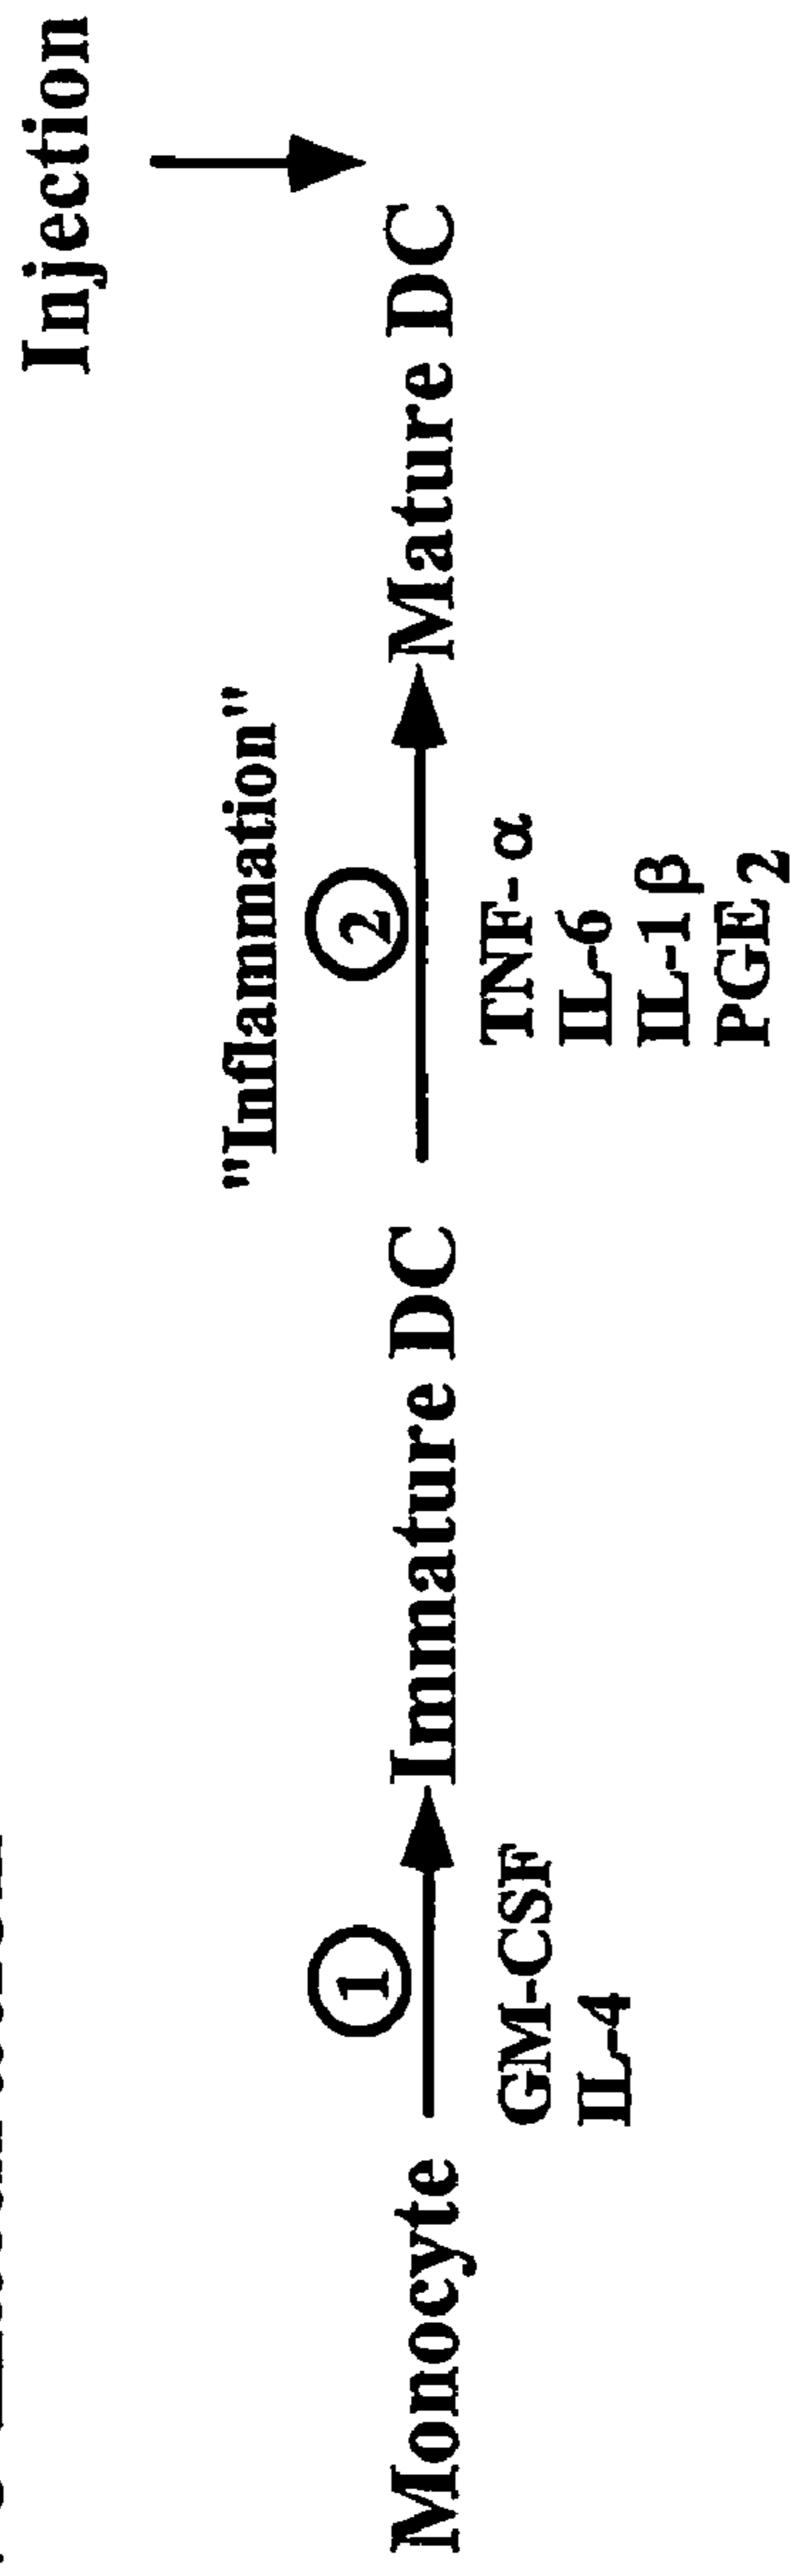 Injection
"Inflammation"
① ②
Monocyte Immature DC Mature DC
GM-CSF TNF-α
IL-4 IL-6
IL-1β
PGE₂